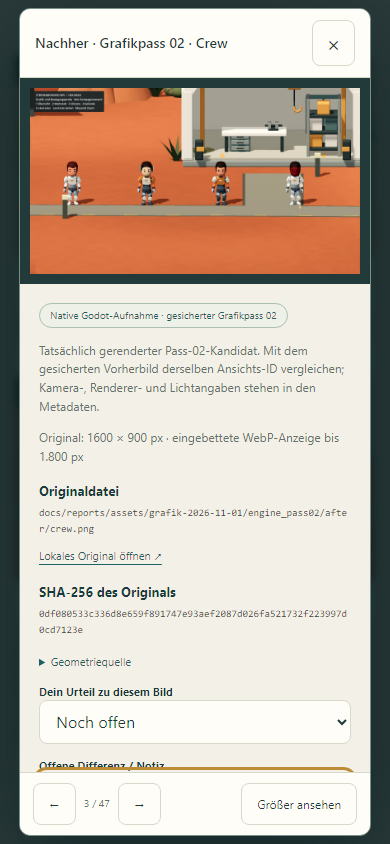 Nachher · Grafikpass 02 · Crew
×
Native Godot-Aufnahme · gesicherter Grafikpass 02
Tatsächlich gerenderter Pass-02-Kandidat. Mit dem
gesicherten Vorherbild derselben Ansichts-ID vergleichen;
Kamera-, Renderer- und Lichtangaben stehen in den
Metadaten.
Original: 1600 × 900 px · eingebettete WebP-Anzeige bis
1.800 px
Originaldatei
docs/reports/assets/grafik-2026-11-01/engine_pass02/afte
r/crew.png
Lokales Original öffnen ↗
SHA-256 des Originals
0df080533c336d8e659f891747e93aef2087d026fa521732f223997d
0cd7123e
▶ Geometriequelle
Dein Urteil zu diesem Bild
Noch offen
Offene Differenz / Notiz
← 3 / 47 → Größer ansehen